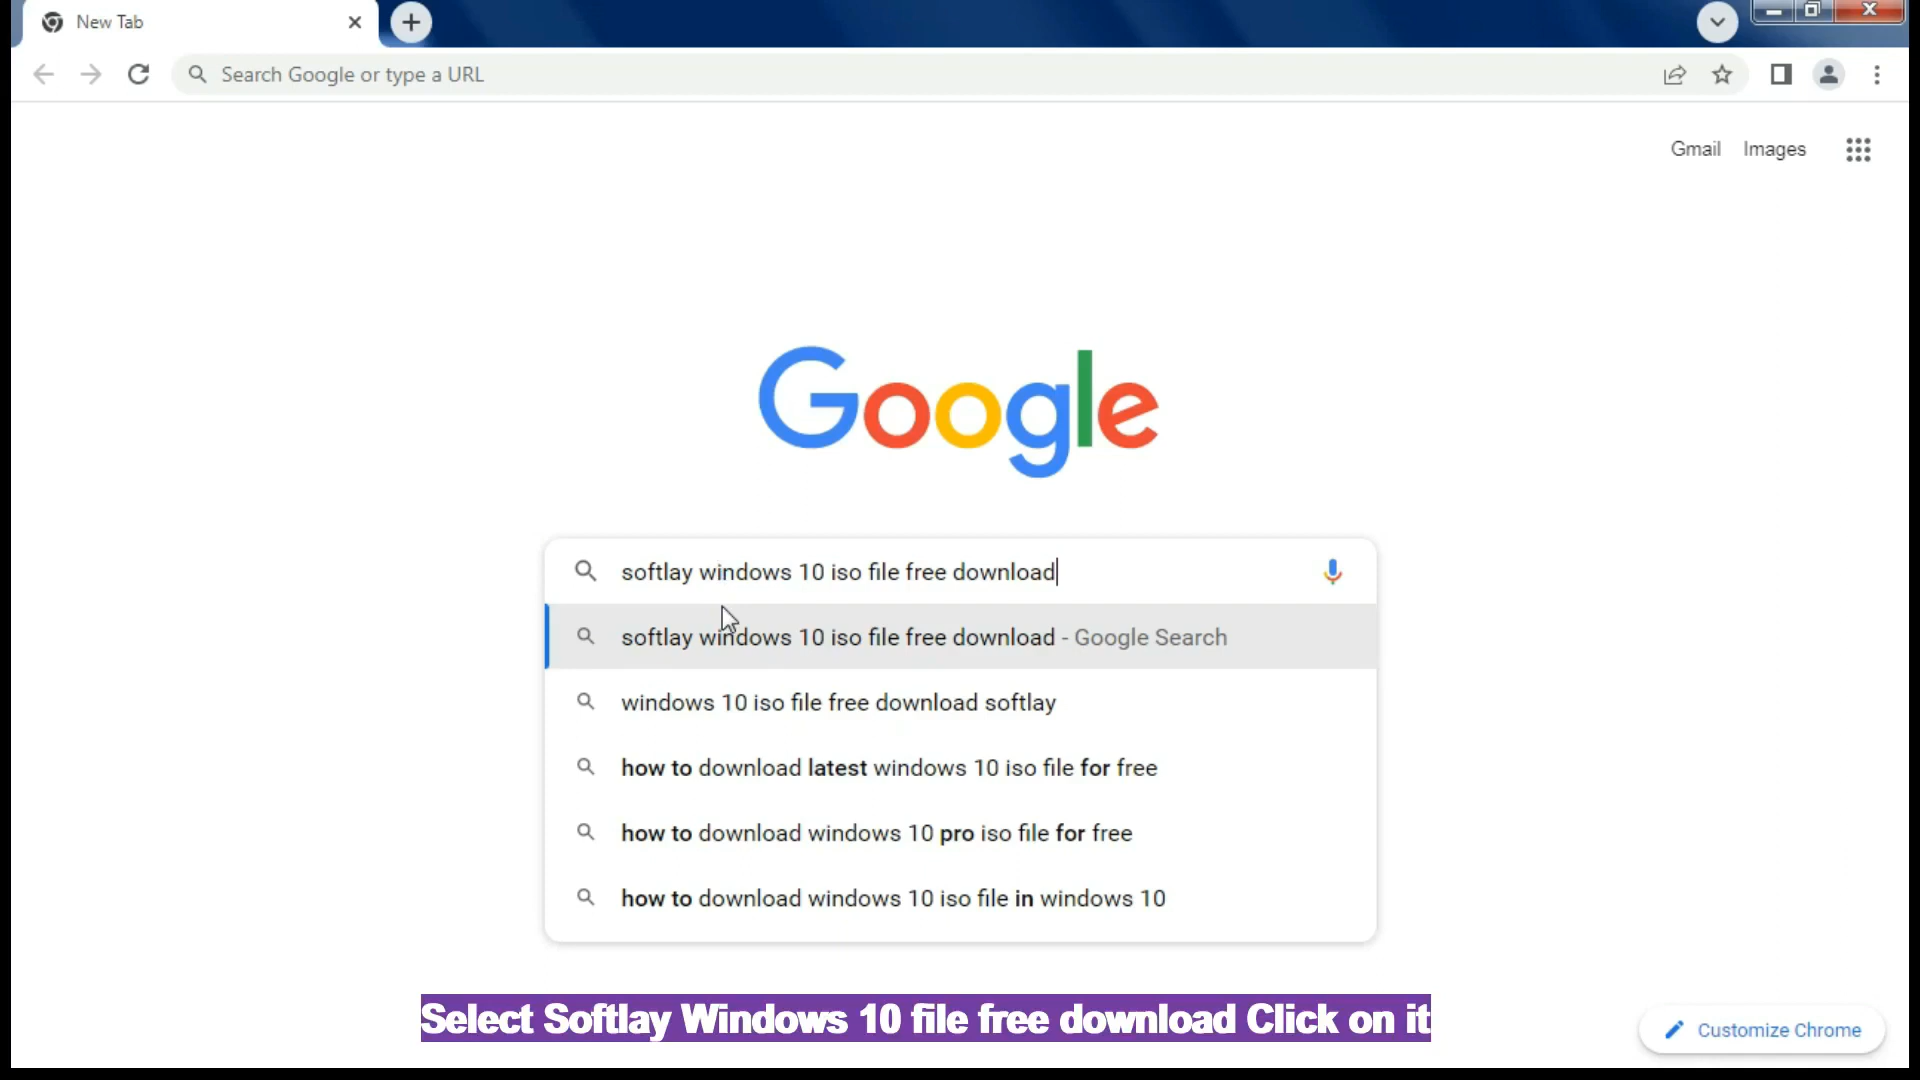 New Tab
Search Google or type a URL
Gmail Images
Google
softlay windows 10 iso file free download
softlay windows 10 iso file free download - Google Search
windows 10 iso file free download softlay
how to download latest windows 10 iso file for free
how to download windows 10 pro iso file for free
how to download windows 10 iso file in windows 10
Select Softlay Windows 10 file free download Click on it
Customize Chrome